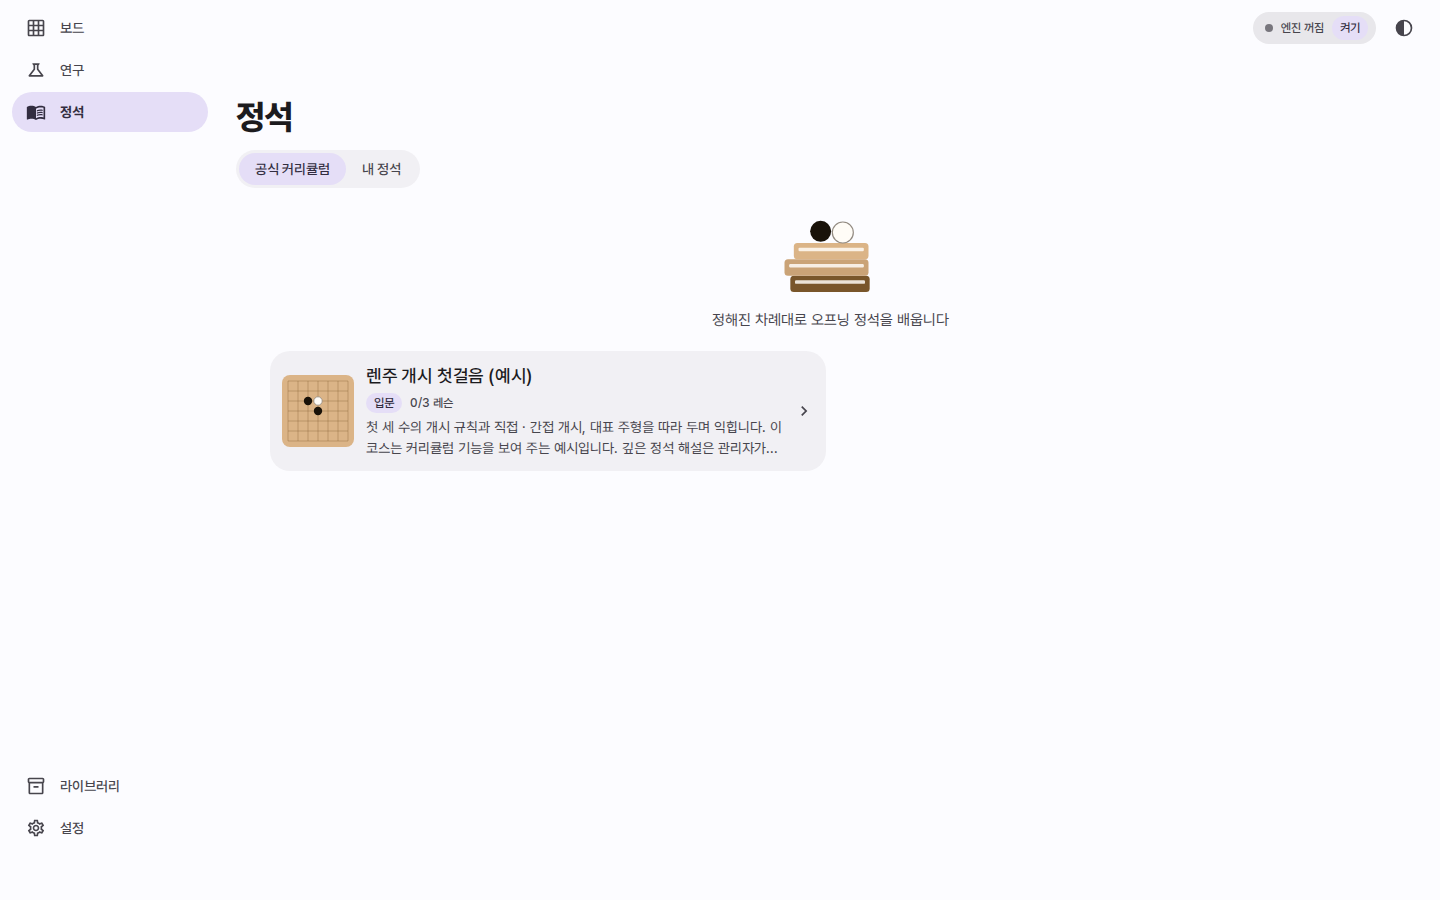 보드
연구
정석
라이브러리
설정
엔진 꺼짐 켜기
정석
공식 커리큘럼 내 정석
정해진 차례대로 오프닝 정석을 배웁니다
렌주 개시 첫걸음 (예시)
입문 0/3 레슨
첫 세 수의 개시 규칙과 직접 · 간접 개시, 대표 주형을 따라 두며 익힙니다. 이
코스는 커리큘럼 기능을 보여 주는 예시입니다. 깊은 정석 해설은 관리자가...